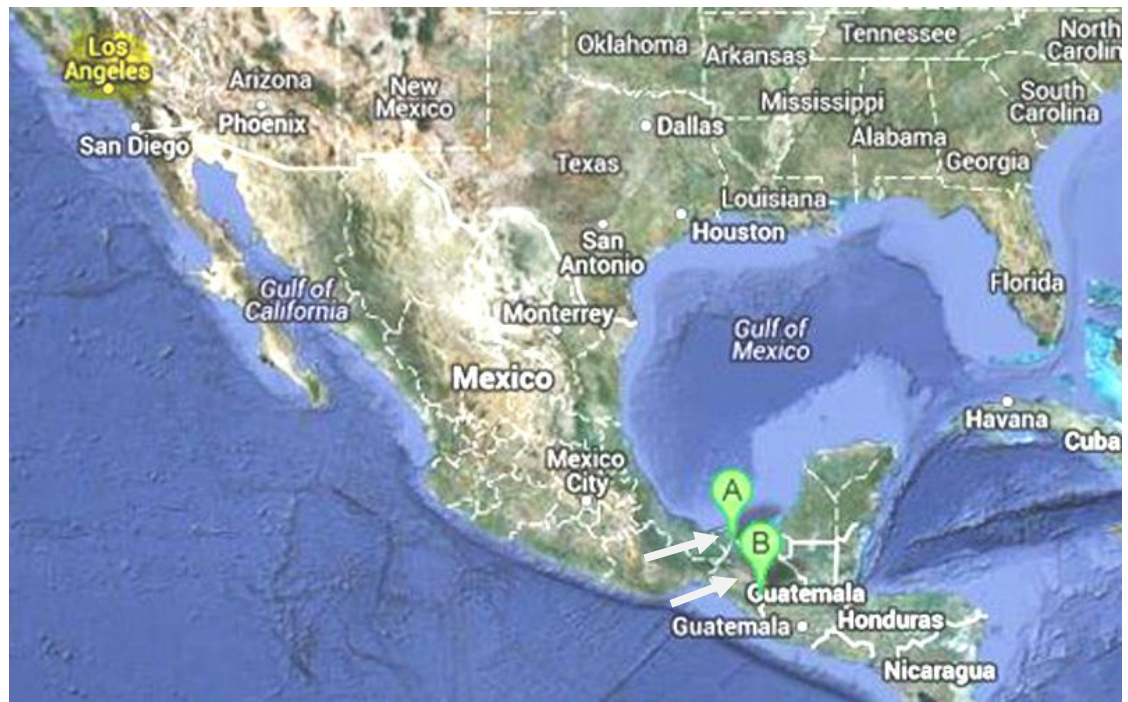 Los
Angeles
San Diego
Arizona
Phoenix
New
Mexico
Oklahoma
Arkansas
Tennessee
North
Carolin
South
Carolina
Mississippi
Alabama
Georgia
Dallas
Texas
Louisiana
Houston
San
Antonio
Florida
Gulf of
California
Monterrey
Gulf of
Mexico
Mexico
Havana
Cuba
Mexico
City
A
B
Guatemala
Guatemala
Honduras
Nicaragua